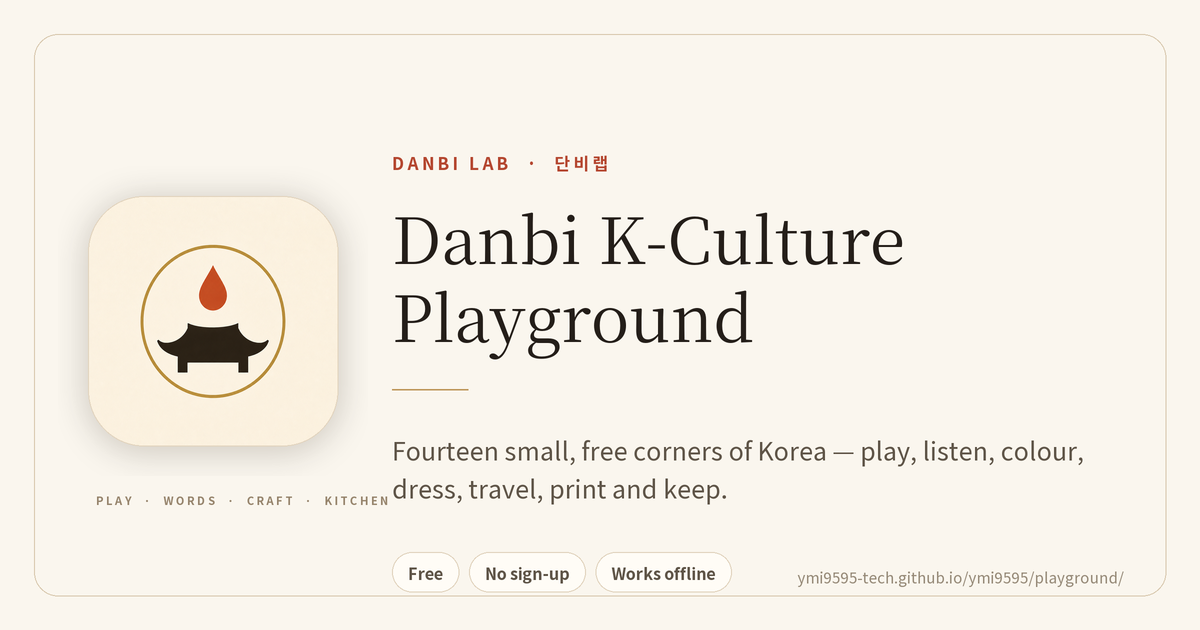 DANBI LAB · 단비랩
Danbi K-Culture
Playground
Fourteen small, free corners of Korea — play, listen, colour,
dress, travel, print and keep.
PLAY · WORDS · CRAFT · KITCHEN
Free
No sign-up
Works offline
ymi9595-tech.github.io/ymi9595/playground/